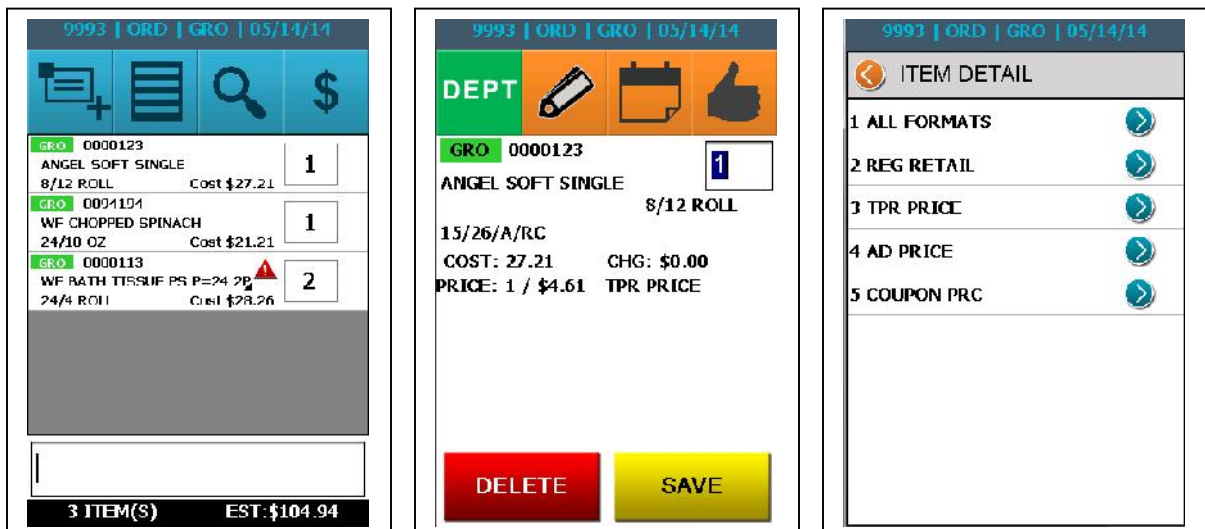 9993 | ORD | GRO | 05/14/14
$
GRO 0000123
ANGEL SOFT SINGLE
8/12 ROLL Cost $27.21
1
GRO 0094194
WF CHOPPED SPINACH
24/10 OZ Cost $21.21
1
GRO 0000113
WF BATH TISSUE PS P=24 2P
24/4 ROLL Cost $28.26
2
3 ITEM(S) EST:$104.94
9993 | ORD | GRO | 05/14/14
DEPT
GRO 0000123
1
ANGEL SOFT SINGLE
8/12 ROLL
15/26/A/RC
COST: 27.21 CHG: $0.00
PRICE: 1 / $4.61 TPR PRICE
DELETE SAVE
9993 | ORD | GRO | 05/14/14
ITEM DETAIL
1 ALL FORMATS
2 REG RETAIL
3 TPR PRICE
4 AD PRICE
5 COUPON PRC